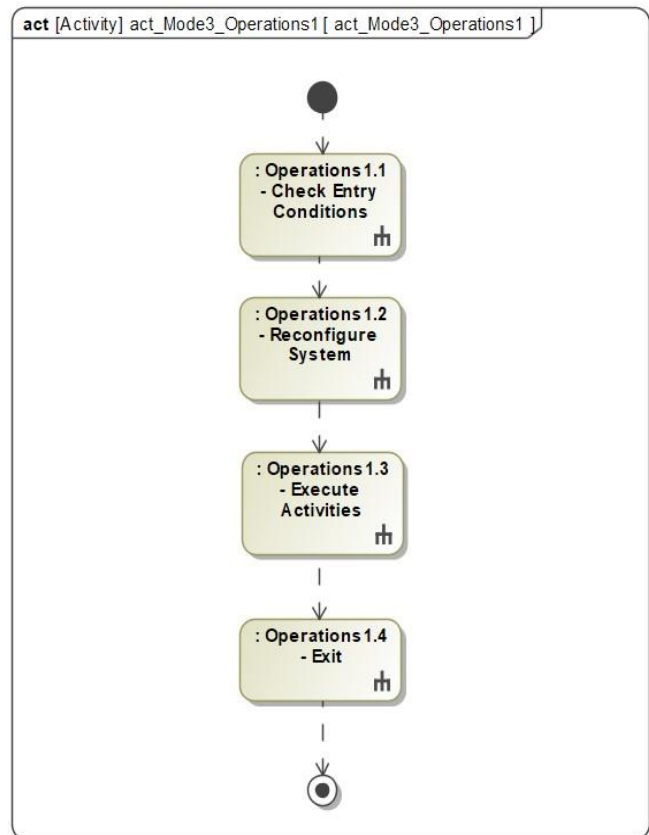 act [Activity] act_Mode3_Operations1 [ act_Mode3_Operations1 ]
: Operations1.1
- Check Entry
Conditions
: Operations1.2
- Reconfigure
System
: Operations1.3
- Execute
Activities
: Operations1.4
- Exit